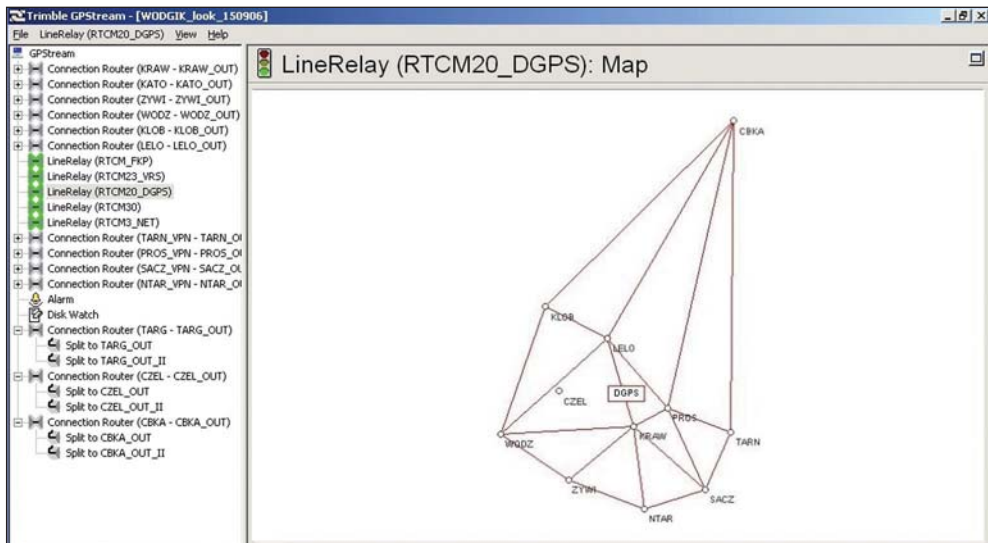 Trimble GPStream - [WODGIK_look_150906]
File LineRelay (RTCM20_DGPS) View Help
GPStream
Connection Router (KRAW - KRAW_OUT)
Connection Router (KATO - KATO_OUT)
Connection Router (ZYWI - ZYWI_OUT)
Connection Router (WODZ - WODZ_OUT)
Connection Router (KLOB - KLOB_OUT)
Connection Router (LELO - LELO_OUT)
LineRelay (RTCM_FKP)
LineRelay (RTCM23_VRS)
LineRelay (RTCM20_DGPS)
LineRelay (RTCM30)
LineRelay (RTCM3_NET)
Connection Router (TARN_VPN - TARN_OU
Connection Router (PROS_VPN - PROS_OU
Connection Router (SACZ_VPN - SACZ_OU
Connection Router (NTAR_VPN - NTAR_OU
Alarm
Disk Watch
Connection Router (TARG - TARG_OUT)
Split to TARG_OUT
Split to TARG_OUT_II
Connection Router (CZEL - CZEL_OUT)
Split to CZEL_OUT
Split to CZEL_OUT_II
Connection Router (CBKA - CBKA_OUT)
Split to CBKA_OUT
Split to CBKA_OUT_II
LineRelay (RTCM20_DGPS): Map
CBKA
KLOB
LELO
CZEL
DGPS
PROS
WODZ
KRAW
TARN
ZYWI
SACZ
NTAR